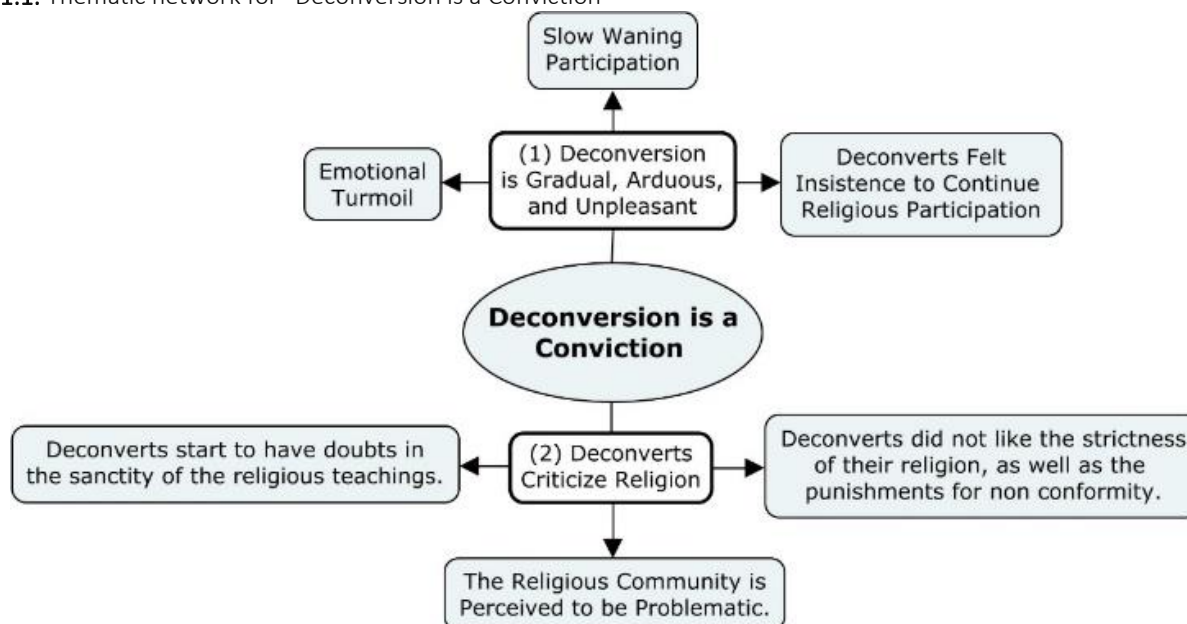 1.1. Thematic network for "Deconversion is a Conviction"
Slow Waning
Participation
Emotional
Turmoil
(1) Deconversion
is Gradual, Arduous,
and Unpleasant
Deconverts Felt
Insistence to Continue
Religious Participation
Deconversion is a
Conviction
Deconverts start to have doubts in
the sanctity of the religious teachings.
(2) Deconverts
Criticize Religion
Deconverts did not like the strictness
of their religion, as well as the
punishments for non conformity.
The Religious Community is
Perceived to be Problematic.